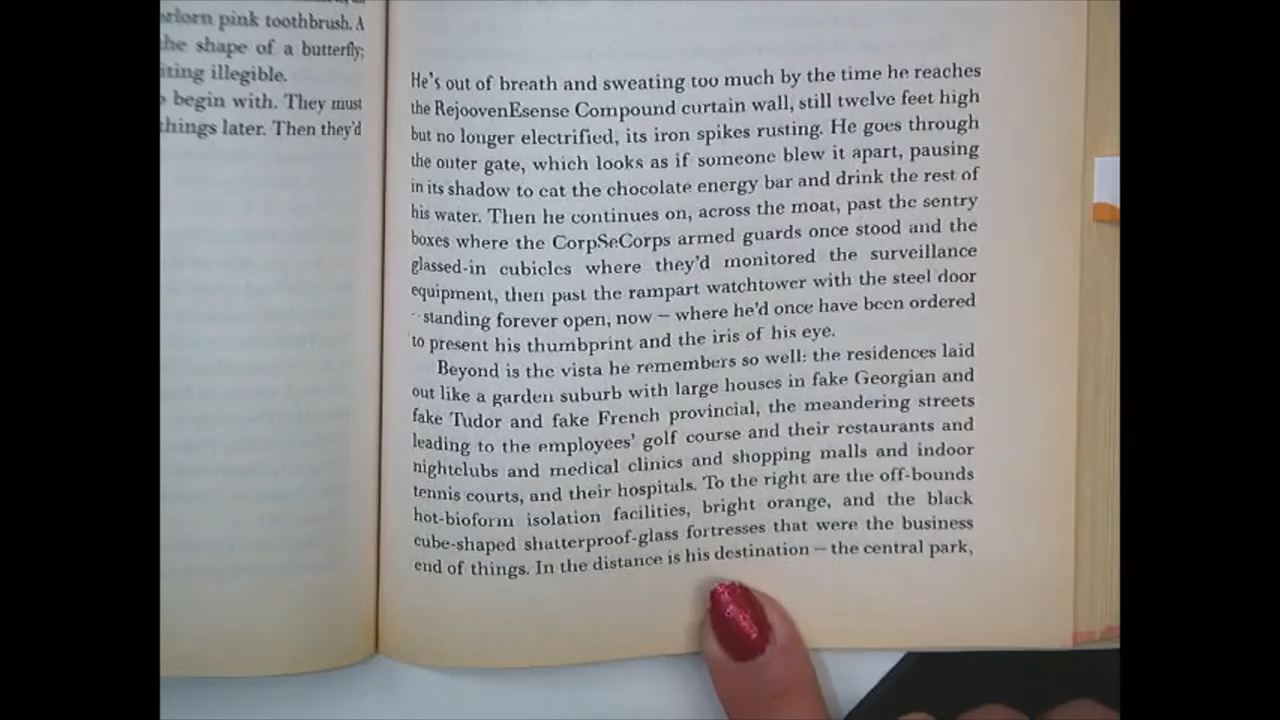 orlorn pink toothbrush. A
the shape of a butterfly;
iting illegible.
begin with. They must
things later. Then they'd
He's out of breath and sweating too much by the time he reaches
the RejoovenEsense Compound curtain wall, still twelve feet high
but no longer electrified, its iron spikes rusting. He goes through
the outer gate, which looks as if someone blew it apart, pausing
in its shadow to eat the chocolate energy bar and drink the rest of
his water. Then he continues on, across the moat, past the sentry
boxes where the CorpSeCorps armed guards once stood and the
glassed-in cubicles where they'd monitored the surveillance
equipment, then past the rampart watchtower with the steel door
– standing forever open, now – where he'd once have been ordered
to present his thumbprint and the iris of his eye.
Beyond is the vista he remembers so well: the residences laid
out like a garden suburb with large houses in fake Georgian and
fake Tudor and fake French provincial, the meandering streets
leading to the employees' golf course and their restaurants and
nightclubs and medical clinics and shopping malls and indoor
tennis courts, and their hospitals. To the right are the off-bounds
hot-bioform isolation facilities, bright orange, and the black
cube-shaped shatterproof-glass fortresses that were the business
end of things. In the distance is his destination – the central park,